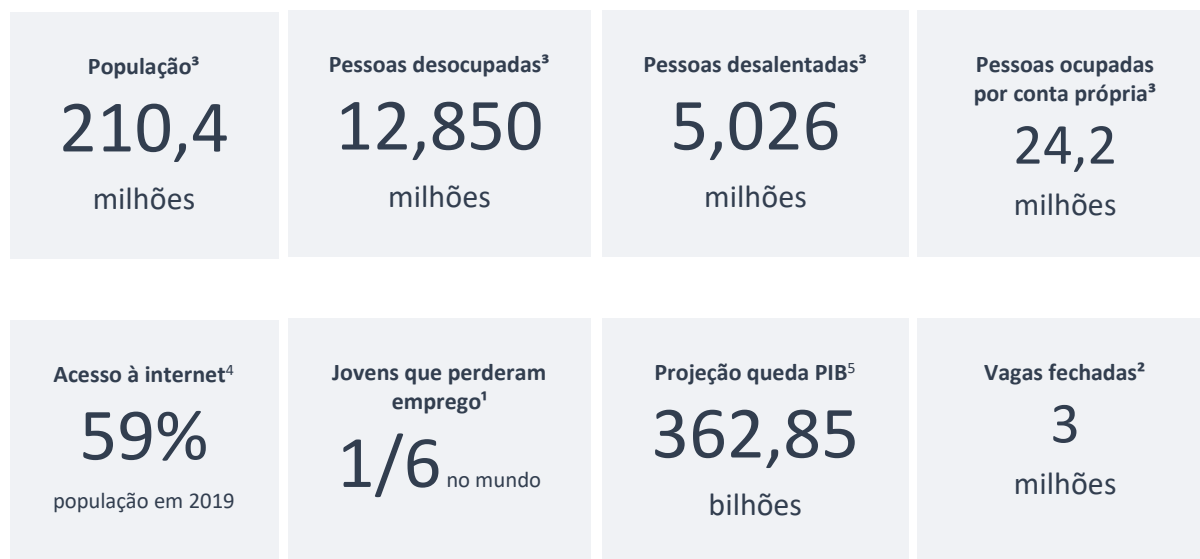 População³
210,4
milhões
Pessoas desocupadas³
12,850
milhões
Pessoas desalentadas³
5,026
milhões
Pessoas ocupadas
por conta própria³
24,2
milhões
Acesso à internet⁴
59%
população em 2019
Jovens que perderam
emprego¹
1/6 no mundo
Projeção queda PIB⁵
362,85
bilhões
Vagas fechadas²
3
milhões